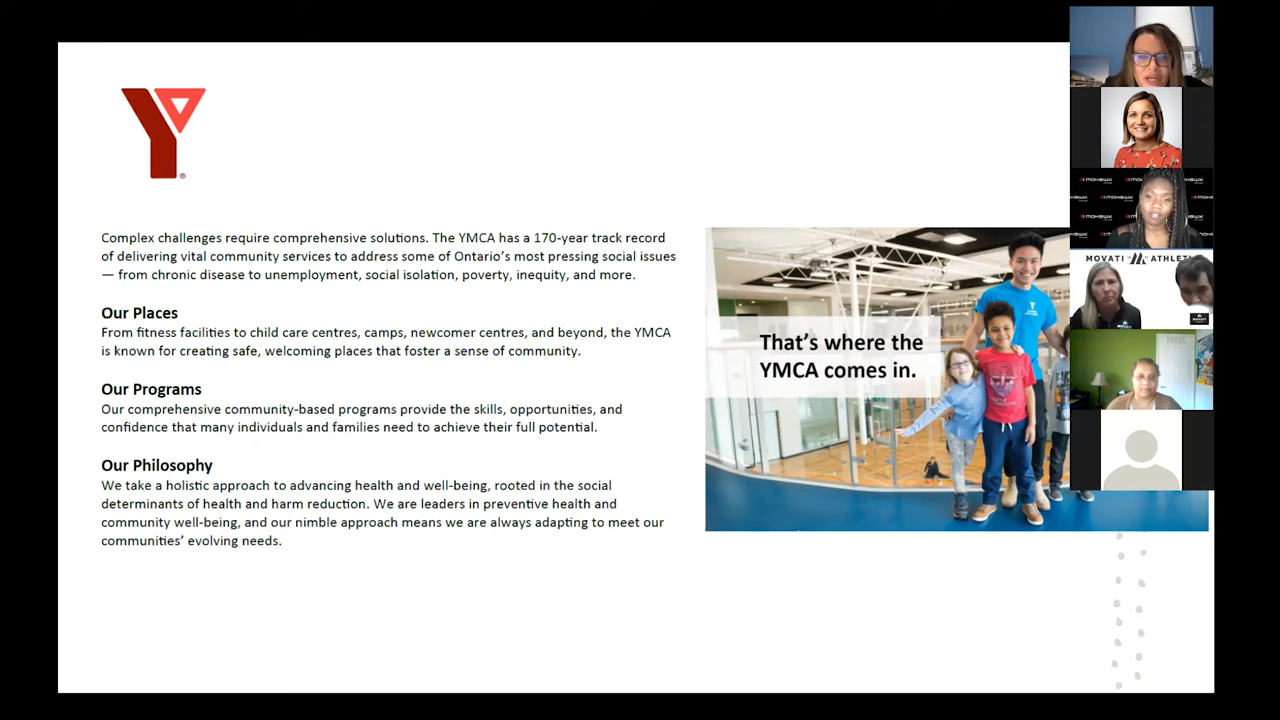 Y
®
Complex challenges require comprehensive solutions. The YMCA has a 170-year track record
of delivering vital community services to address some of Ontario's most pressing social issues
— from chronic disease to unemployment, social isolation, poverty, inequity, and more.
Our Places
From fitness facilities to child care centres, camps, newcomer centres, and beyond, the YMCA
is known for creating safe, welcoming places that foster a sense of community.
Our Programs
Our comprehensive community-based programs provide the skills, opportunities, and
confidence that many individuals and families need to achieve their full potential.
Our Philosophy
We take a holistic approach to advancing health and well-being, rooted in the social
determinants of health and harm reduction. We are leaders in preventive health and
community well-being, and our nimble approach means we are always adapting to meet our
communities' evolving needs.
That's where the
YMCA comes in.
mohawk
MOVATI ATHLETI